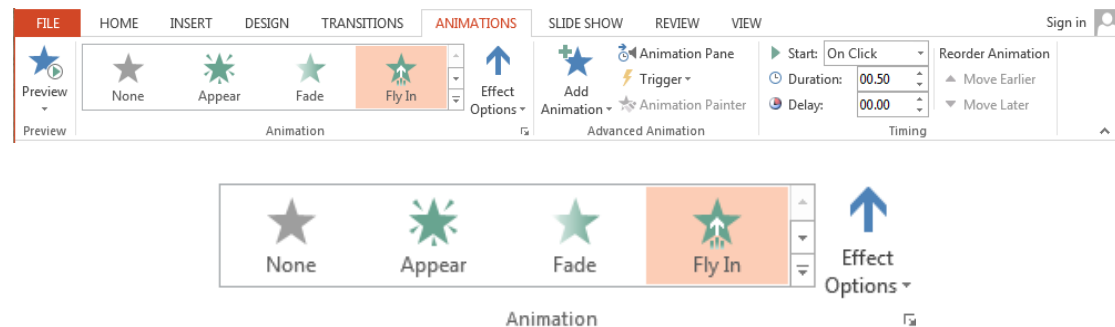 FILE HOME INSERT DESIGN TRANSITIONS ANIMATIONS SLIDE SHOW REVIEW VIEW Sign in
Preview
None Appear Fade Fly In
Effect
Options
Add
Animation
Animation Pane
Trigger
Animation Painter
Start: On Click
Duration: 00.50
Delay: 00.00
Reorder Animation
Move Earlier
Move Later
Preview Animation Advanced Animation Timing
None Appear Fade Fly In
Effect
Options
Animation